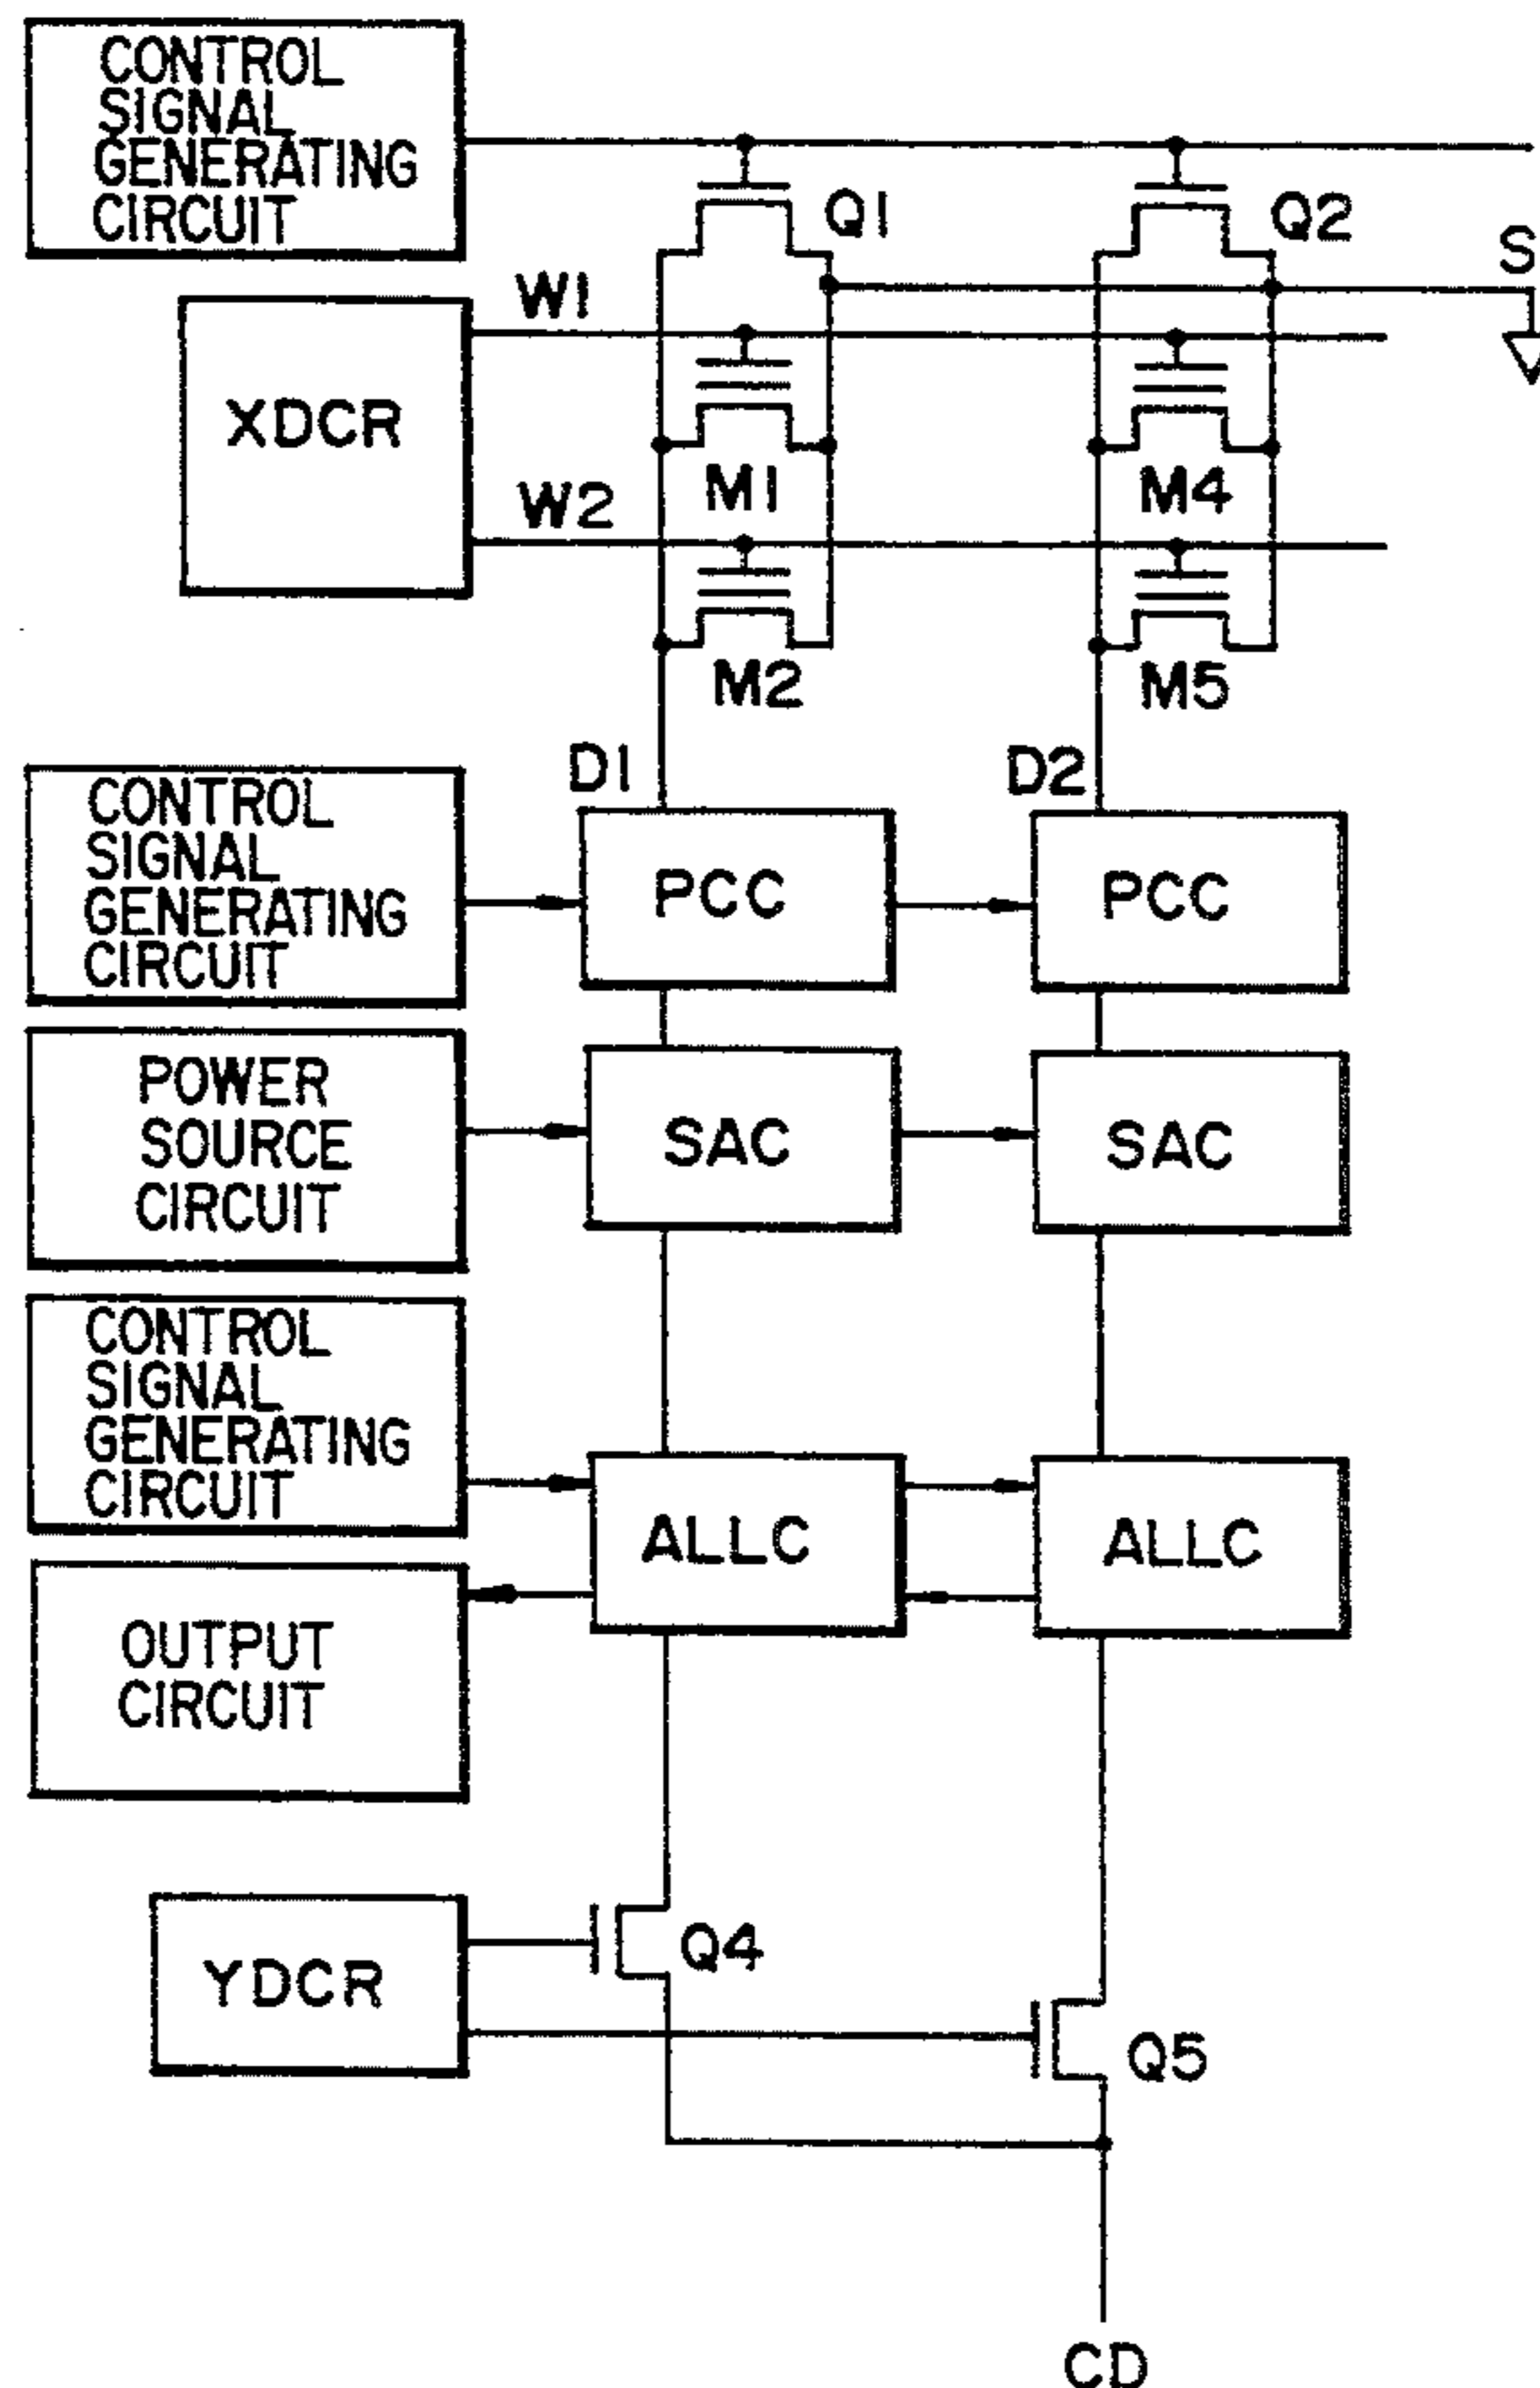 CONTROL
SIGNAL
GENERATING
CIRCUIT
Q1
Q2
S
W1
XDCR
M1
M4
W2
M2
M5
D1
D2
CONTROL
SIGNAL
GENERATING
CIRCUIT
PCC
PCC
POWER
SOURCE
CIRCUIT
SAC
SAC
CONTROL
SIGNAL
GENERATING
CIRCUIT
ALLC
ALLC
OUTPUT
CIRCUIT
YDCR
Q4
Q5
CD